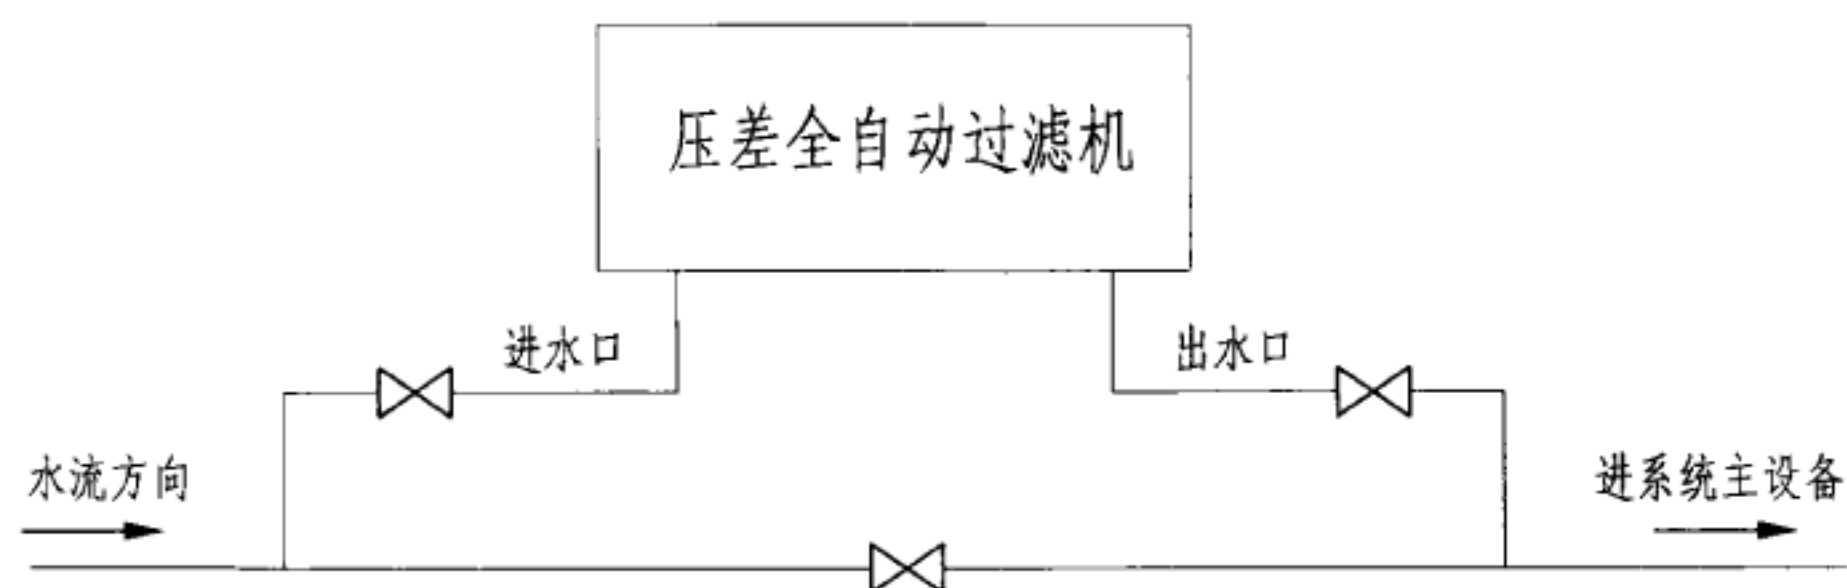 压差全自动过滤机
进水口
出水口
水流方向
进系统主设备